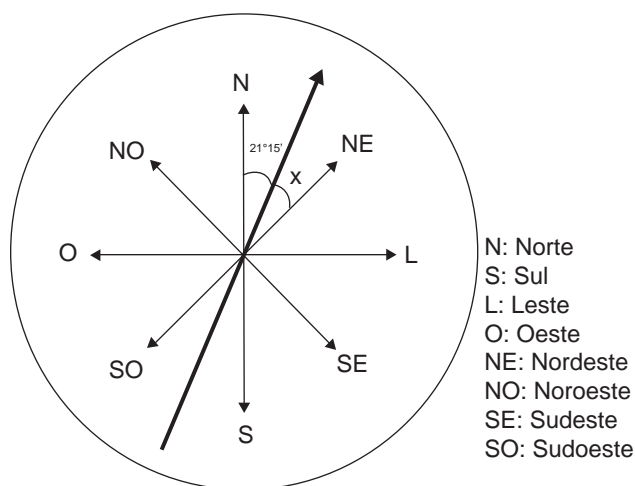 N
21°15'
NE
NO
x
O
L
SO
SE
S
N: Norte
S: Sul
L: Leste
O: Oeste
NE: Nordeste
NO: Noroeste
SE: Sudeste
SO: Sudoeste